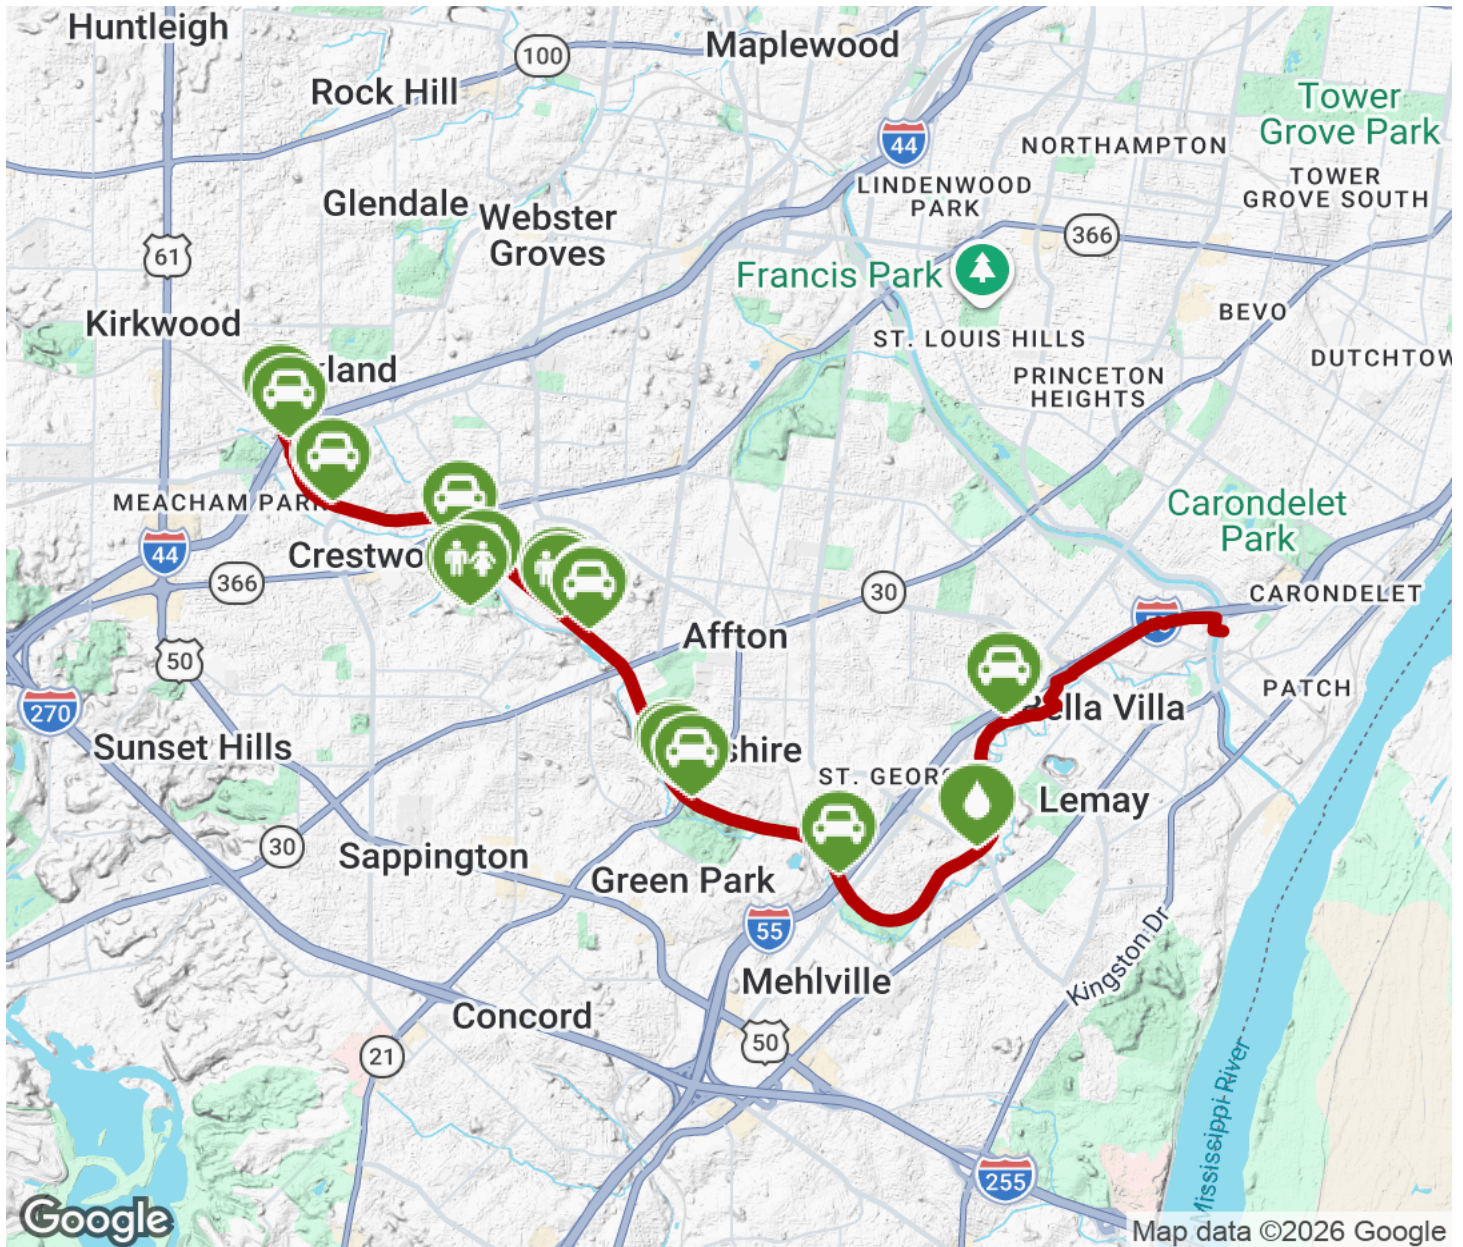 Huntleigh
100
Maplewood
Rock Hill
Tower
Grove Park
44
NORTHAMPTON
LINDENWOOD
PARK
TOWER
GROVE SOUTH
Glendale
Webster
Groves
366
61
Francis Park
BEVO
Kirkwood
ST. LOUIS HILLS
DUTCHTOW
rland
PRINCETON
HEIGHTS
MEACHAM PAR
Carondelet
Park
44
Crestwo
366
30
CARONDELET
Affton
50
PATCH
270
Bella Villa
Sunset Hills
shire
ST. GEOR
Lemay
30
Sappington
Green Park
55
Kingston Dr
Mehlville
Concord
50
21
Mississippi River
255
Google
Map data ©2026 Google